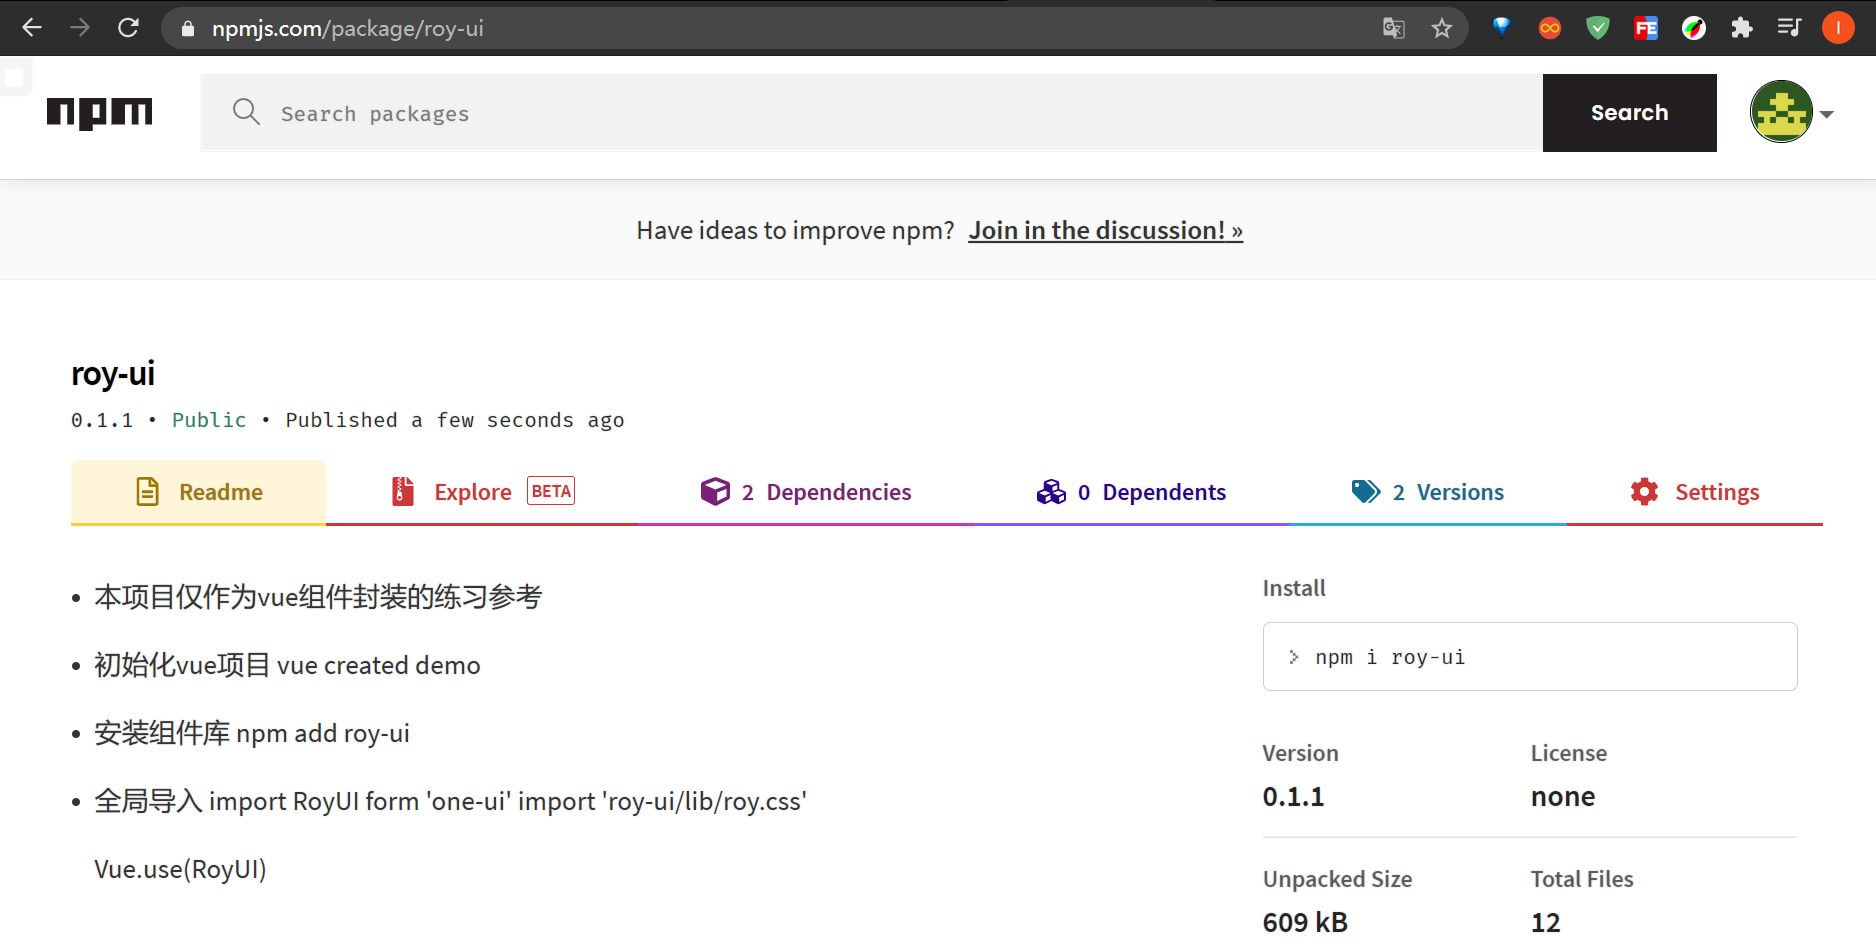 npmjs.com/package/roy-ui
FE
I
npm
Search packages
Search
Have ideas to improve npm? Join in the discussion! »
roy-ui
0.1.1 • Public • Published a few seconds ago
Readme
Explore BETA
2 Dependencies
0 Dependents
2 Versions
Settings
• 本项目仅作为vue组件封装的练习参考
• 初始化vue项目 vue created demo
• 安装组件库 npm add roy-ui
• 全局导入 import RoyUI form 'one-ui' import 'roy-ui/lib/roy.css'
Vue.use(RoyUI)
Install
> npm i roy-ui
Version
0.1.1
License
none
Unpacked Size
609 kB
Total Files
12